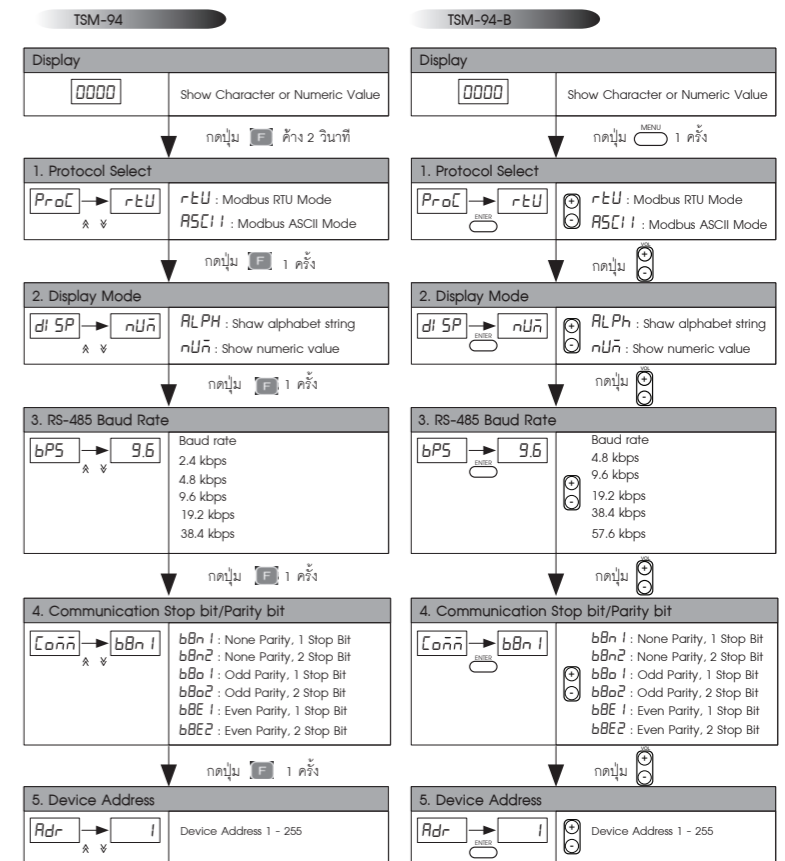 TSM-94
Display
0000
Show Character or Numeric Value
กดปุ่ม F ค้าง 2 วินาที
1. Protocol Select
ProC
rtU
rtU : Modbus RTU Mode
ASCII : Modbus ASCII Mode
กดปุ่ม F 1 ครั้ง
2. Display Mode
dISP
nUm
ALPH : Shaw alphabet string
nUm : Show numeric value
กดปุ่ม F 1 ครั้ง
3. RS-485 Baud Rate
bPS
9.6
Baud rate
2.4 kbps
4.8 kbps
9.6 kbps
19.2 kbps
38.4 kbps
กดปุ่ม F 1 ครั้ง
4. Communication Stop bit/Parity bit
Comm
b8n1
b8n1 : None Parity, 1 Stop Bit
b8n2 : None Parity, 2 Stop Bit
b8o1 : Odd Parity, 1 Stop Bit
b8o2 : Odd Parity, 2 Stop Bit
b8E1 : Even Parity, 1 Stop Bit
b8E2 : Even Parity, 2 Stop Bit
กดปุ่ม F 1 ครั้ง
5. Device Address
Adr
1
Device Address 1 - 255
TSM-94-B
Display
0000
Show Character or Numeric Value
กดปุ่ม MENU 1 ครั้ง
1. Protocol Select
ProC
rtU
ENTER
+
-
rtU : Modbus RTU Mode
ASCII : Modbus ASCII Mode
กดปุ่ม VOL + -
2. Display Mode
dISP
nUm
ENTER
+
-
ALPh : Shaw alphabet string
nUm : Show numeric value
กดปุ่ม VOL + -
3. RS-485 Baud Rate
bPS
9.6
ENTER
+
-
Baud rate
4.8 kbps
9.6 kbps
19.2 kbps
38.4 kbps
57.6 kbps
กดปุ่ม VOL + -
4. Communication Stop bit/Parity bit
Comm
b8n1
ENTER
+
-
b8n1 : None Parity, 1 Stop Bit
b8n2 : None Parity, 2 Stop Bit
b8o1 : Odd Parity, 1 Stop Bit
b8o2 : Odd Parity, 2 Stop Bit
b8E1 : Even Parity, 1 Stop Bit
b8E2 : Even Parity, 2 Stop Bit
กดปุ่ม VOL + -
5. Device Address
Adr
1
ENTER
+
-
Device Address 1 - 255